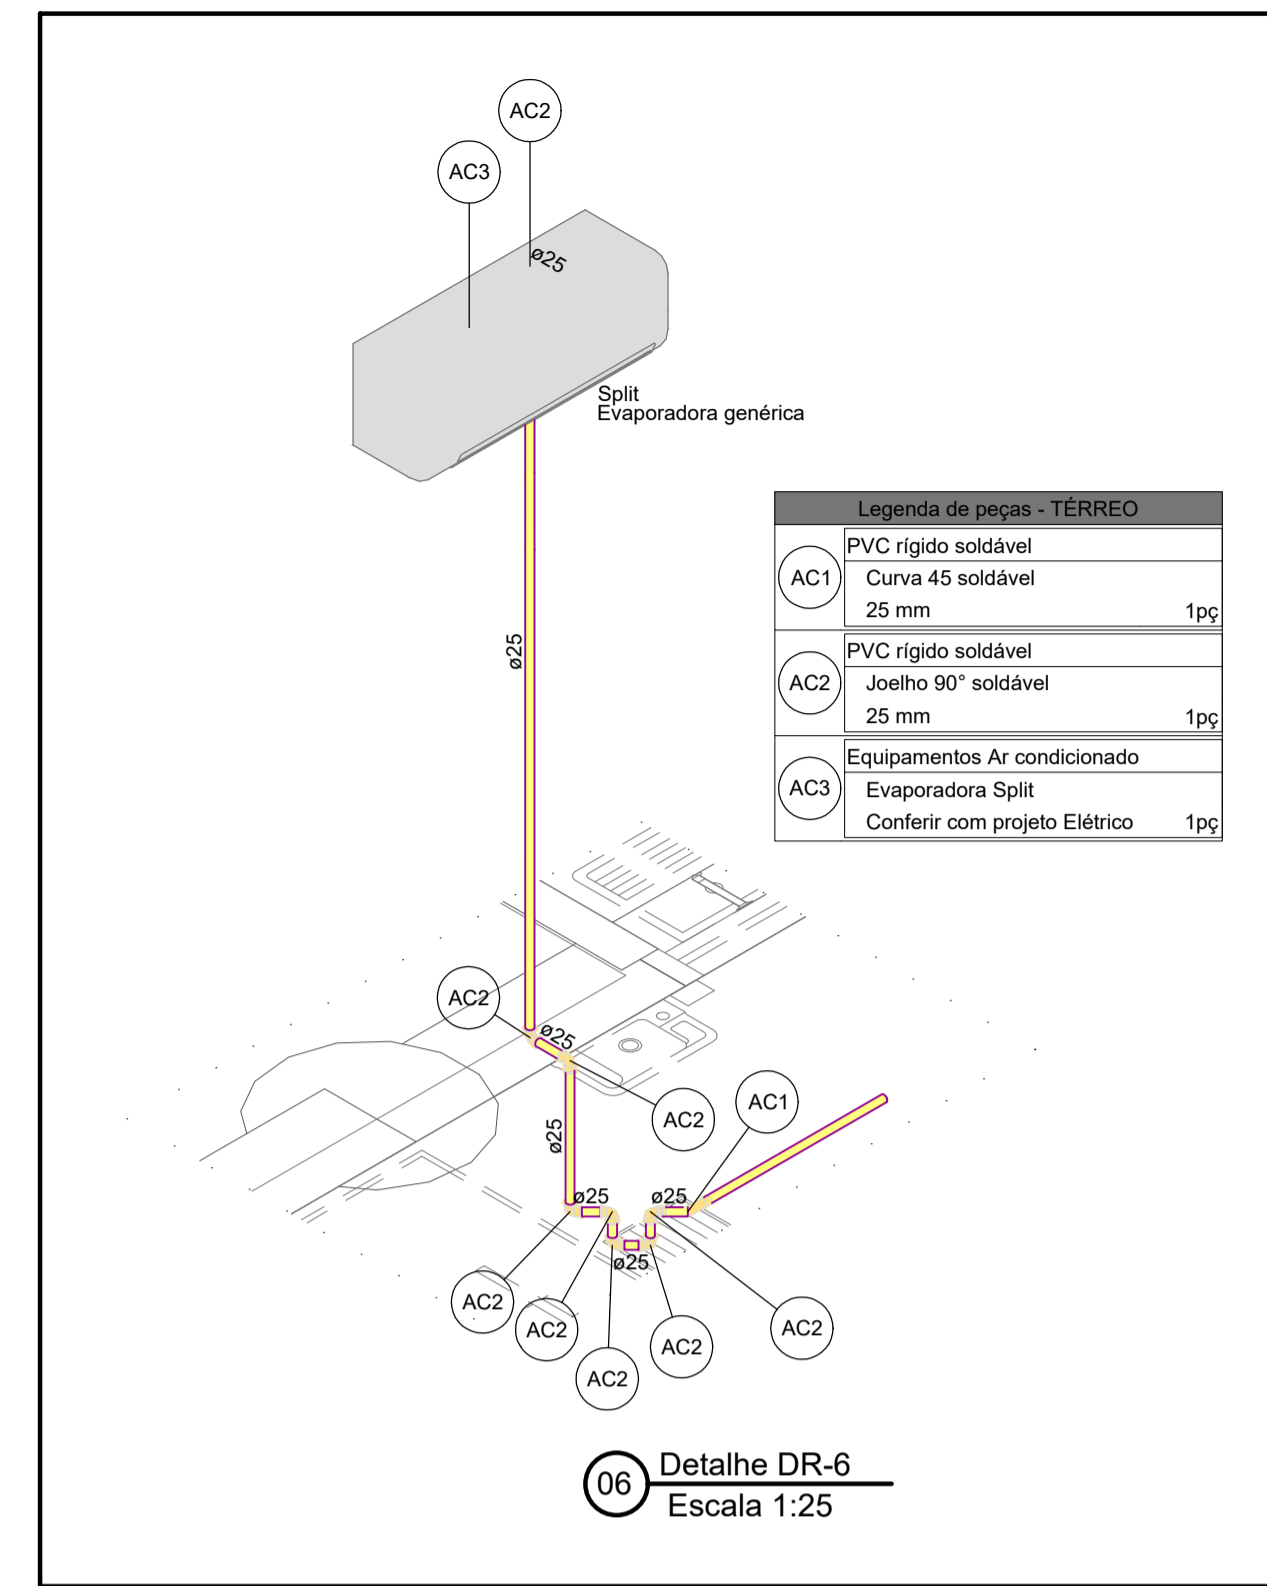 AC2
AC3
ø25
Split
Evaporadora genérica
Legenda de peças - TÉRREO
PVC rígido soldável
AC1
Curva 45 soldável
25 mm 1pç
PVC rígido soldável
AC2
Joelho 90° soldável
25 mm 1pç
Equipamentos Ar condicionado
AC3
Evaporadora Split
Conferir com projeto Elétrico 1pç
ø25
AC2
ø25
AC2
AC1
ø25
ø25
ø25
ø25
AC2
AC2
AC2
AC2
AC2
06
Detalhe DR-6
Escala 1:25